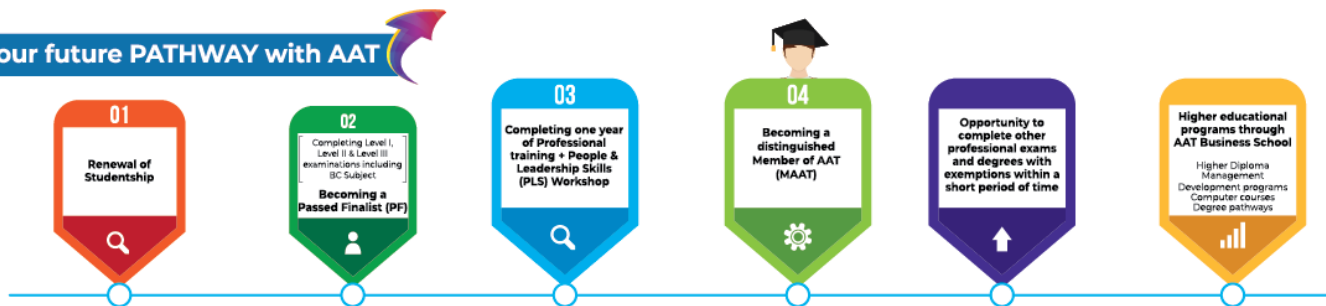 our future PATHWAY with AAT
01
Renewal of
Studentship
02
Completing Level I,
Level II & Level III
examinations including
BC Subject
Becoming a
Passed Finalist (PF)
03
Completing one year
of Professional
training + People &
Leadership Skills
(PLS) Workshop
04
Becoming a
distinguished
Member of AAT
(MAAT)
Opportunity to
complete other
professional exams
and degrees with
exemptions within a
short period of time
Higher educational
programs through
AAT Business School
Higher Diploma
Management
Development programs
Computer courses
Degree pathways